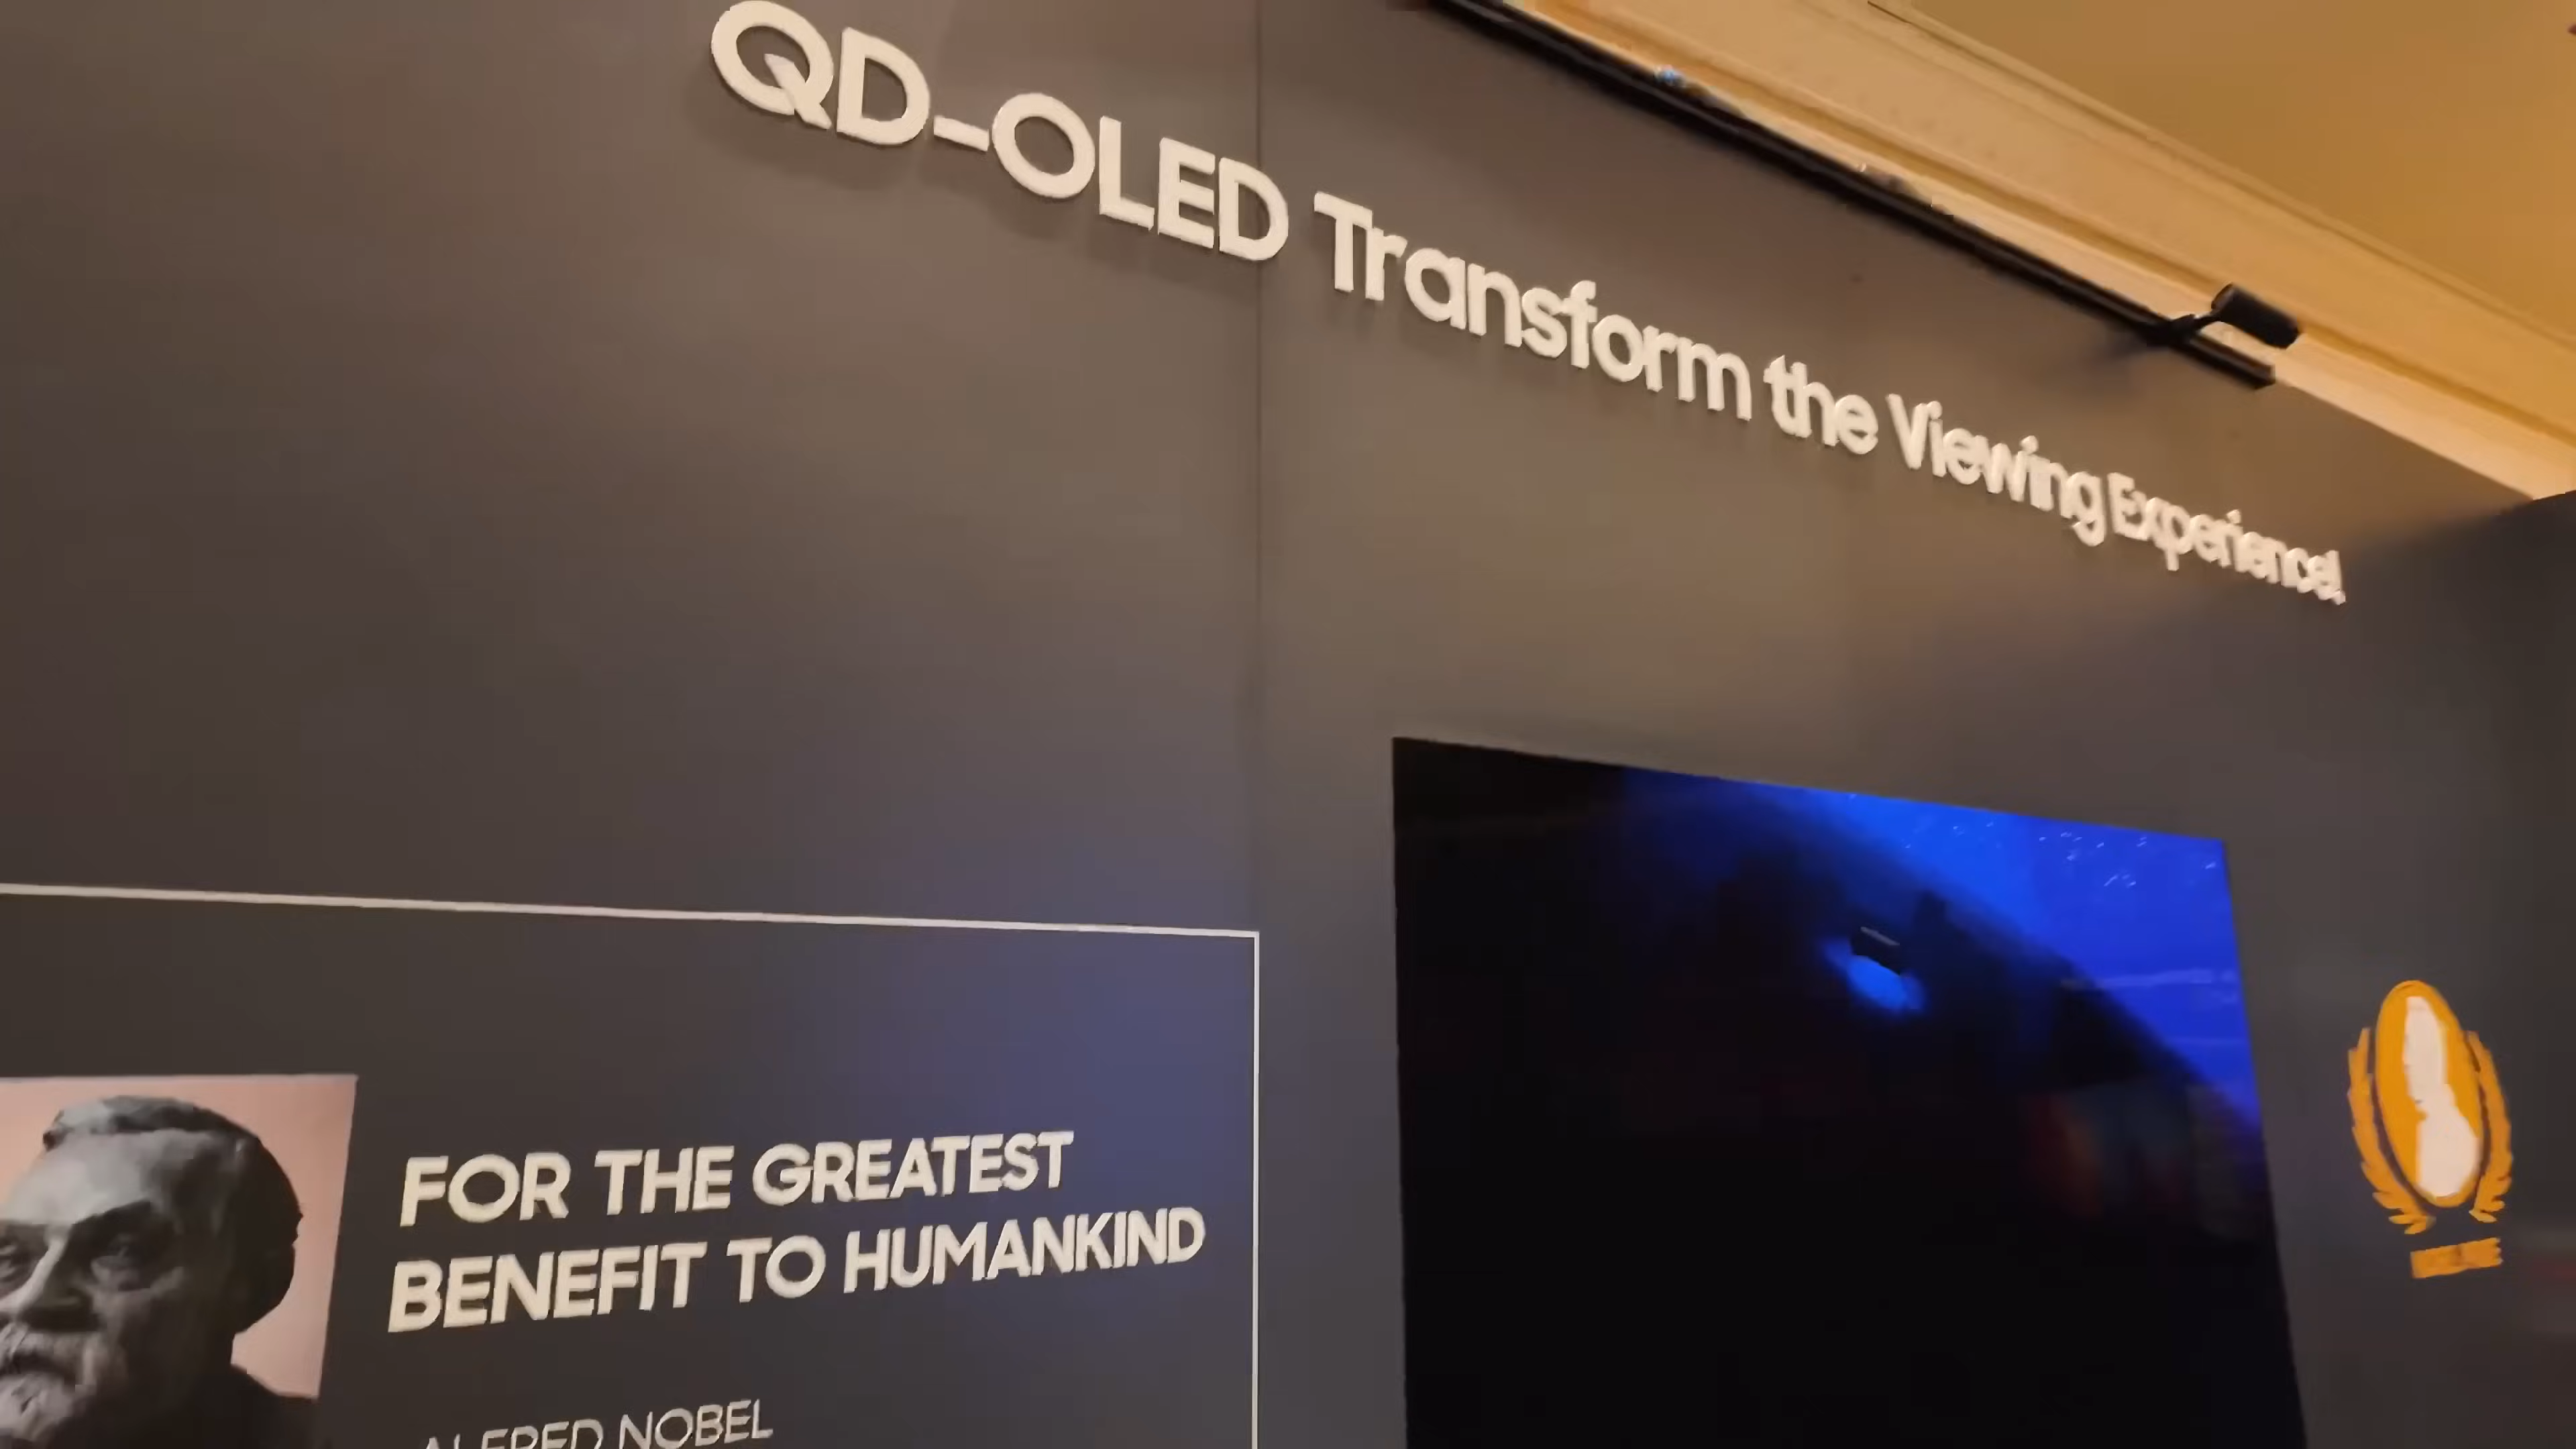 QD-OLED Transform the Viewing Experience!
FOR THE GREATEST
BENEFIT TO HUMANKIND
ALFRED NOBEL